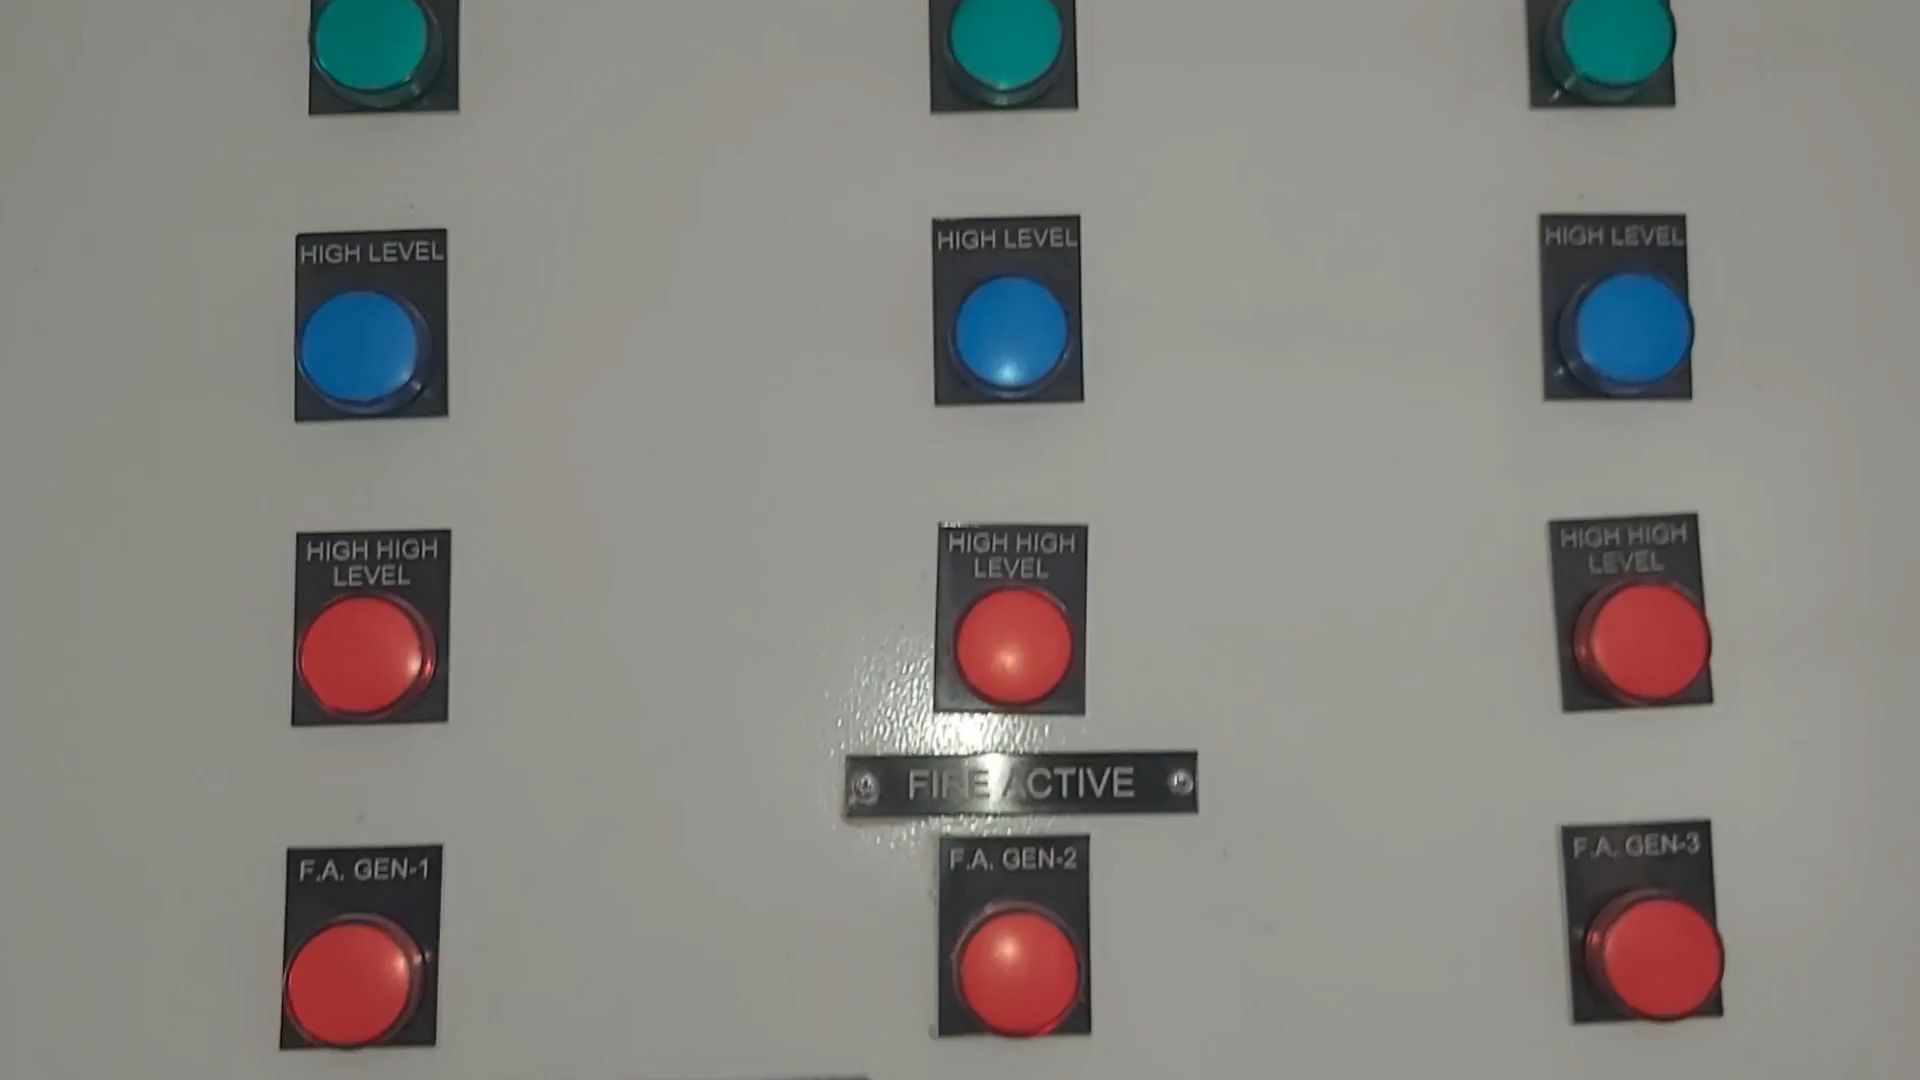 HIGH LEVEL
HIGH LEVEL
HIGH LEVEL
HIGH HIGH
LEVEL
HIGH HIGH
LEVEL
HIGH HIGH
LEVEL
FIRE ACTIVE
F.A. GEN-1
F.A. GEN-2
F.A. GEN-3